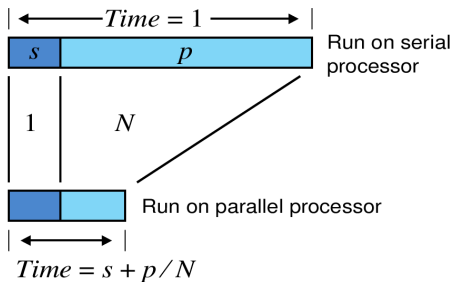 Time = 1
s p
Run on serial
processor
1 N
Run on parallel processor
Time = s + p / N